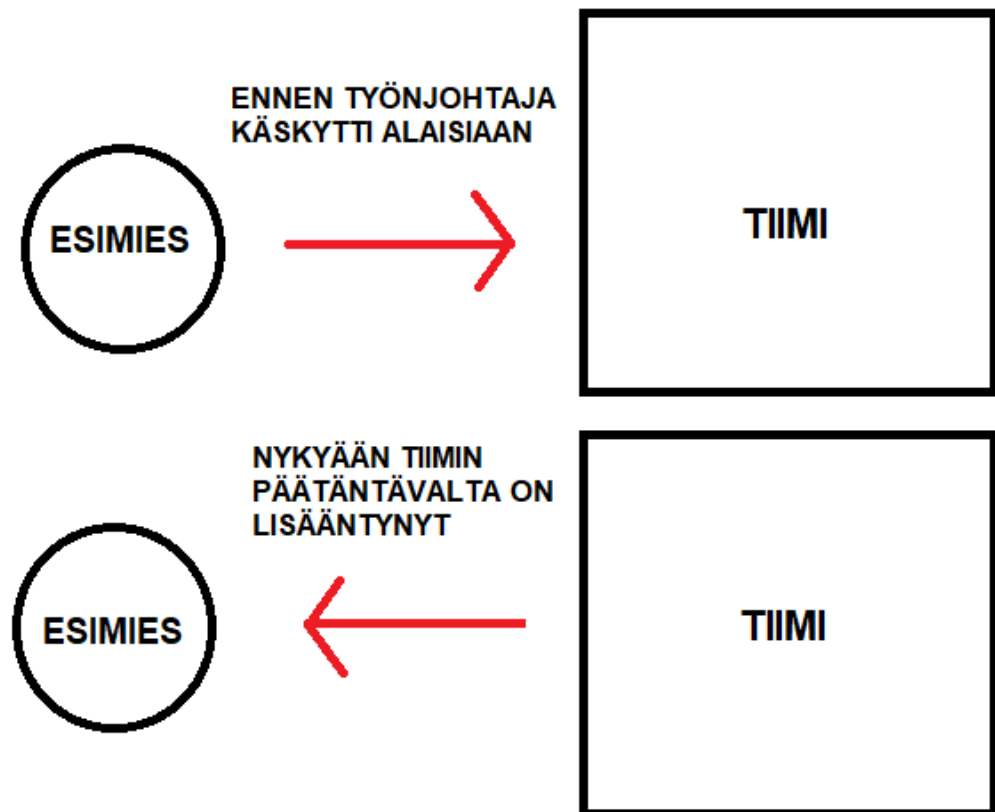 ENNEN TYÖNJOHTAJA
KÄSKYTTI ALAISIAAN
ESIMIES
TIIMI
NYKYÄÄN TIIMIN
PÄÄTÄNTÄVALTA ON
LISÄÄNTYNYT
ESIMIES
TIIMI